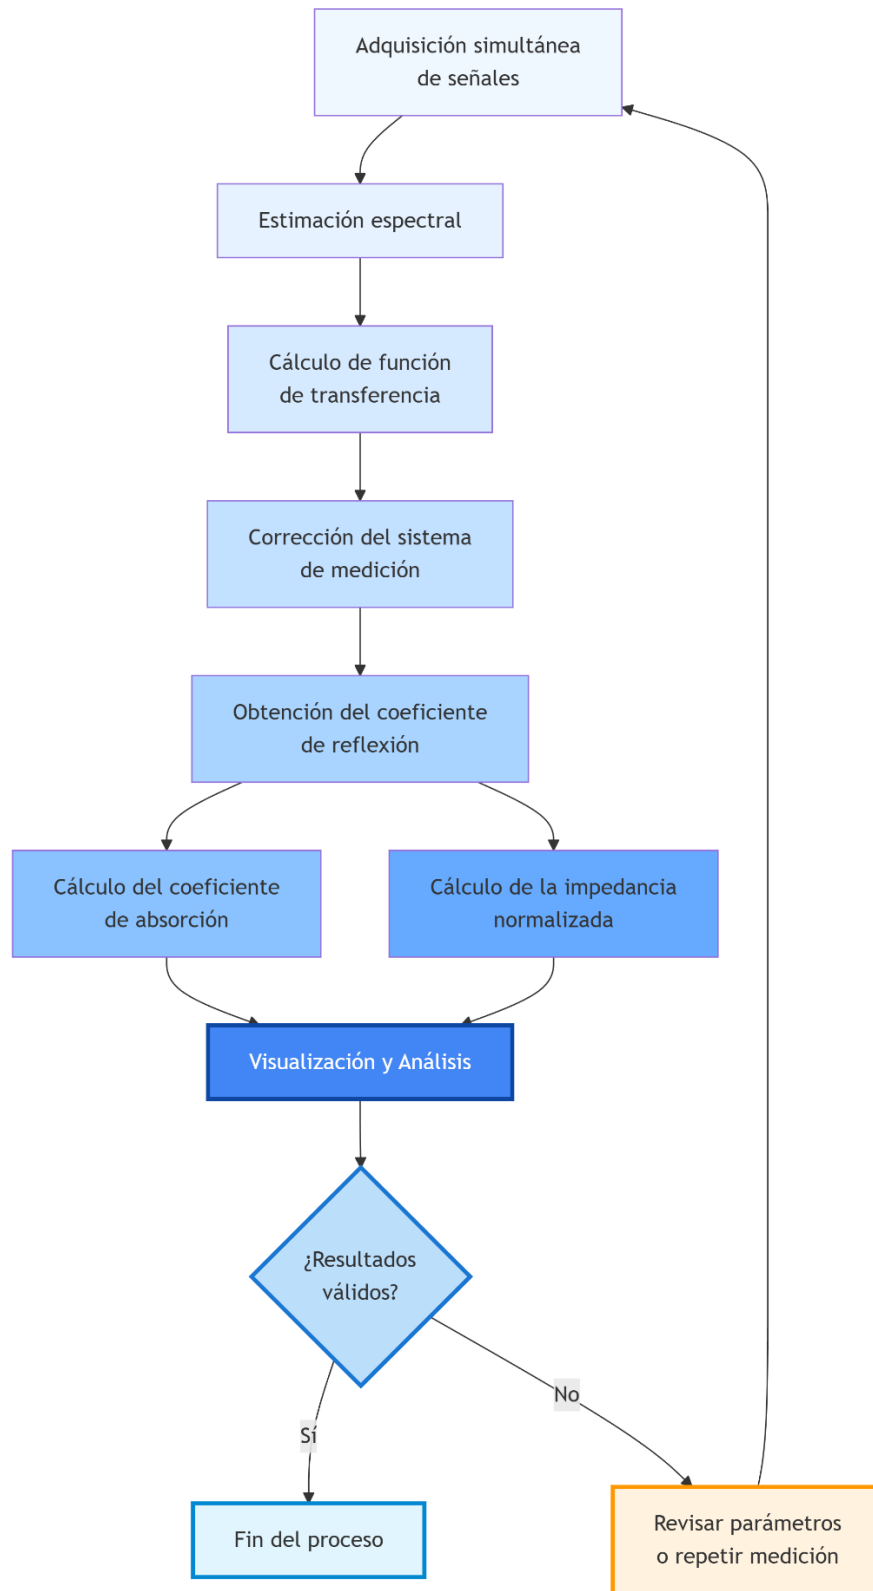 Adquisición simultánea
de señales
Estimación espectral
Cálculo de función
de transferencia
Corrección del sistema
de medición
Obtención del coeficiente
de reflexión
Cálculo del coeficiente
de absorción
Cálculo de la impedancia
normalizada
Visualización y Análisis
¿Resultados
válidos?
No
Sí
Fin del proceso
Revisar parámetros
o repetir medición